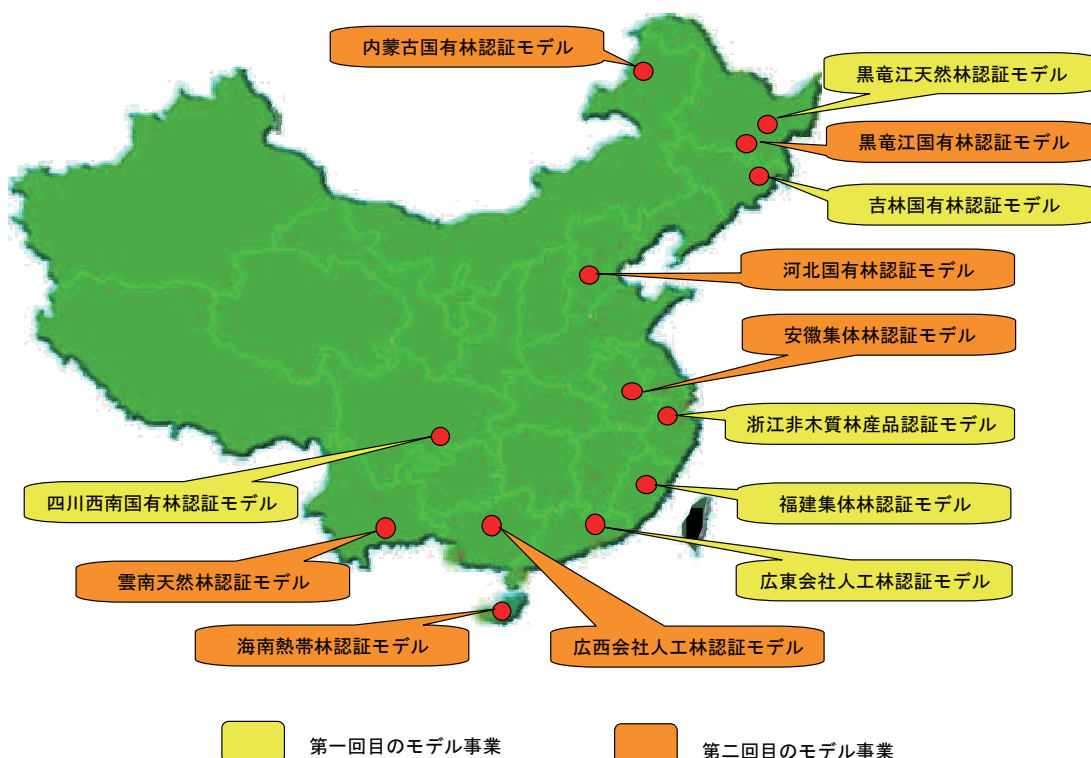 内蒙古国有林認証モデル
黒竜江天然林認証モデル
黒竜江国有林認証モデル
吉林国有林認証モデル
河北国有林認証モデル
安徽集体林認証モデル
浙江非木質林産品認証モデル
四川西南国有林認証モデル
福建集体林認証モデル
雲南天然林認証モデル
広東会社人工林認証モデル
海南熱帯林認証モデル
広西会社人工林認証モデル
第一回目のモデル事業
第二回目のモデル事業